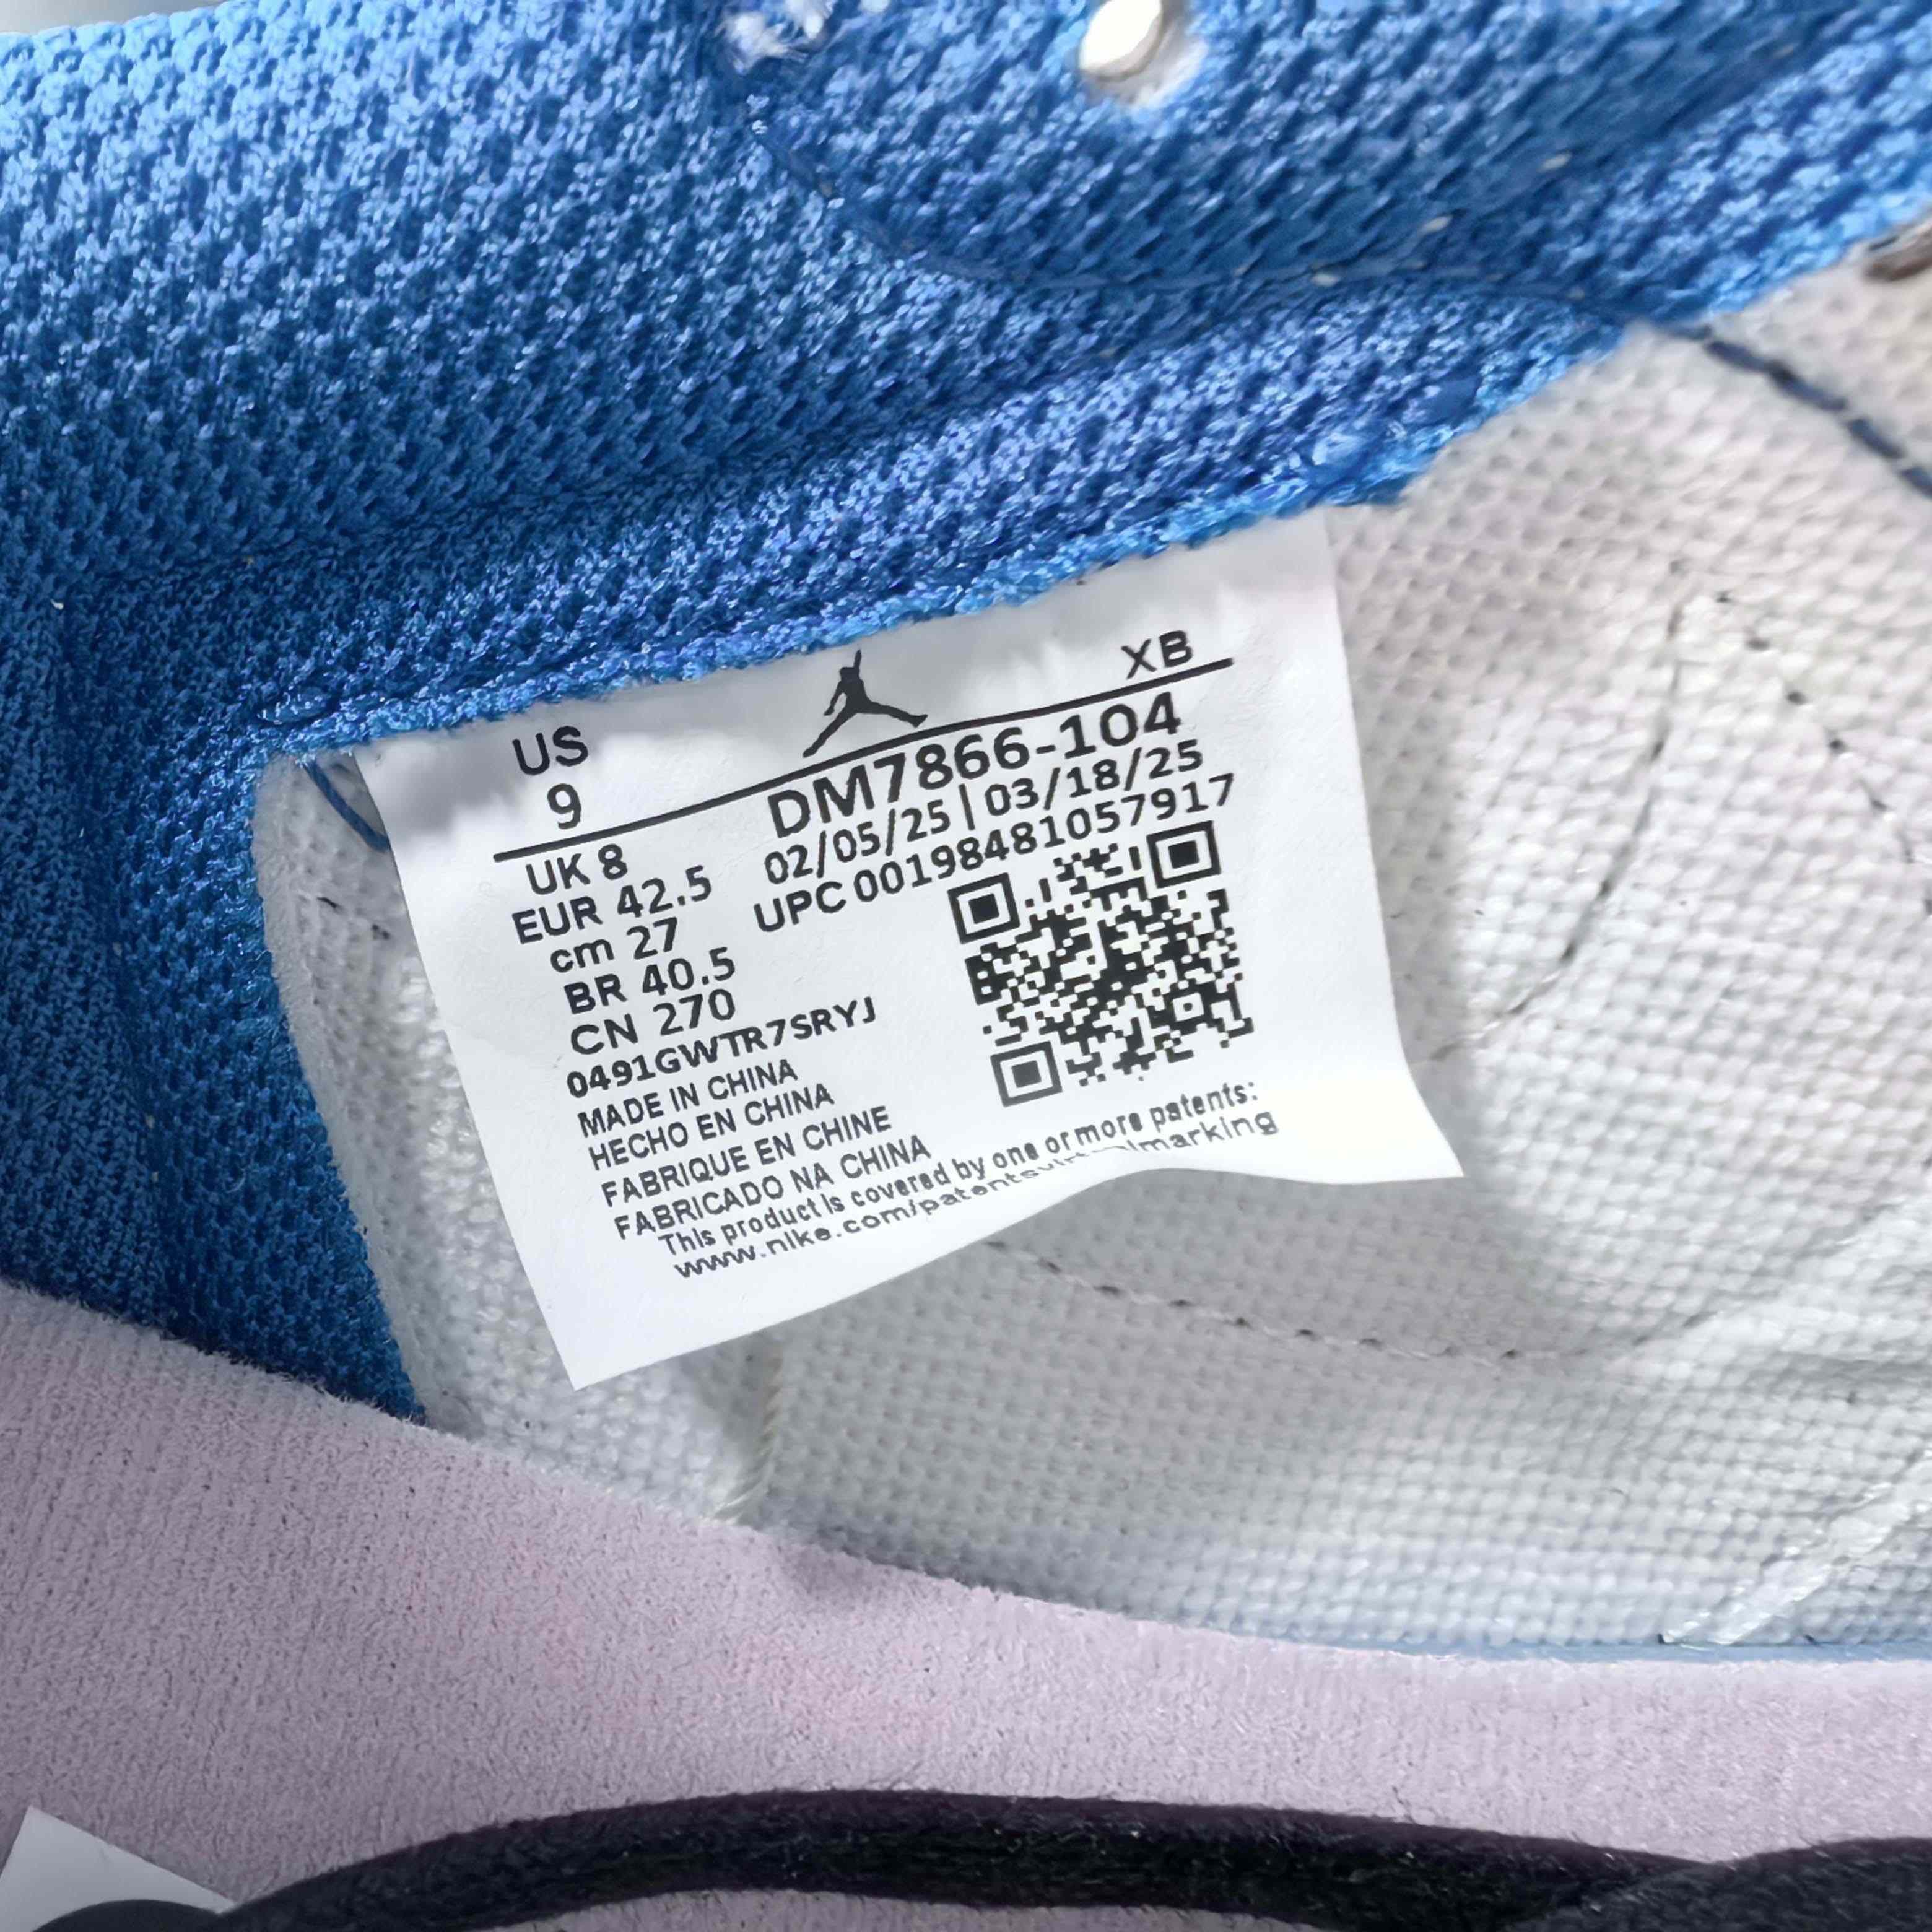 XB
US
9
DM7866-104
02/05/25 | 03/18/25
UPC 00198481057917
UK 8
EUR 42.5
cm 27
BR 40.5
CN 270
0491GWTR7SRYJ
MADE IN CHINA
HECHO EN CHINA
FABRIQUE EN CHINE
FABRICADO NA CHINA
This product is covered by one or more patents:
www.nike.com/patentsvirtualmarking